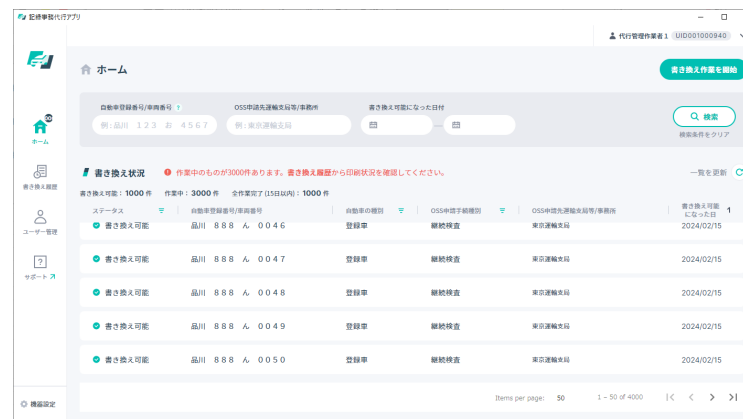 記録事務代行アプリ
代行管理作業者1 UID001000940
ホーム
書き換え作業を開始
自動車登録番号/車両番号 ?
OSS申請先運輸支局等/事務所
書き換え可能になった日付
例:品川 123 お 4567
例:東京運輸支局
—
検索
検索条件をクリア
ホーム
書き換え履歴
ユーザー管理
?
サポート
機器設定
書き換え状況
作業中のものが3000件あります。書き換え履歴から印刷状況を確認してください。
一覧を更新
書き換え可能:1000 件 作業中:3000 件 全作業完了(15日以内):1000 件
ステータス 自動車登録番号/車両番号 自動車の種別 OSS申請手続種別 OSS申請先運輸支局等/事務所 書き換え可能になった日 1
書き換え可能 品川 888 ん 0046 登録車 継続検査 東京運輸支局 2024/02/15
書き換え可能 品川 888 ん 0047 登録車 継続検査 東京運輸支局 2024/02/15
書き換え可能 品川 888 ん 0048 登録車 継続検査 東京運輸支局 2024/02/15
書き換え可能 品川 888 ん 0049 登録車 継続検査 東京運輸支局 2024/02/15
書き換え可能 品川 888 ん 0050 登録車 継続検査 東京運輸支局 2024/02/15
Items per page: 50 1 – 50 of 4000